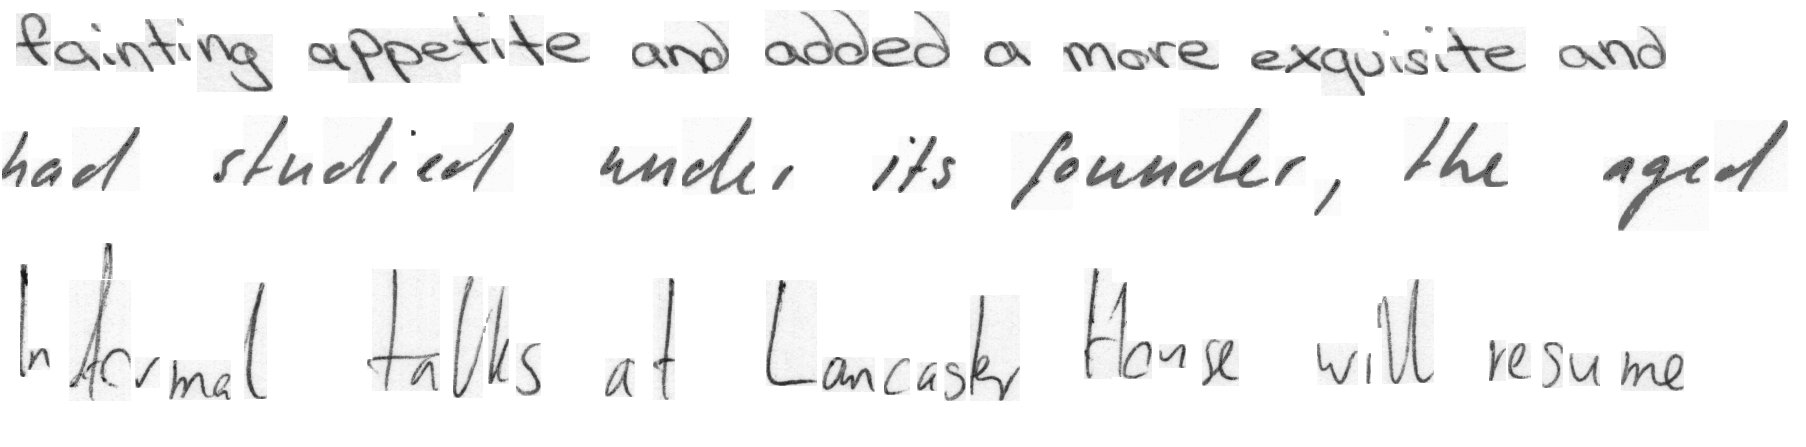 fainting appetite and added a more exquisite and
had studied under its founder, the aged
Informal talks at Lancaster House will resume